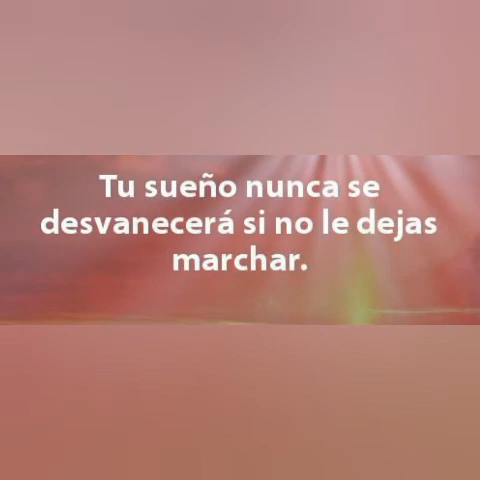 Tu sueño nunca se
desvanecerá si no le dejas
marchar.